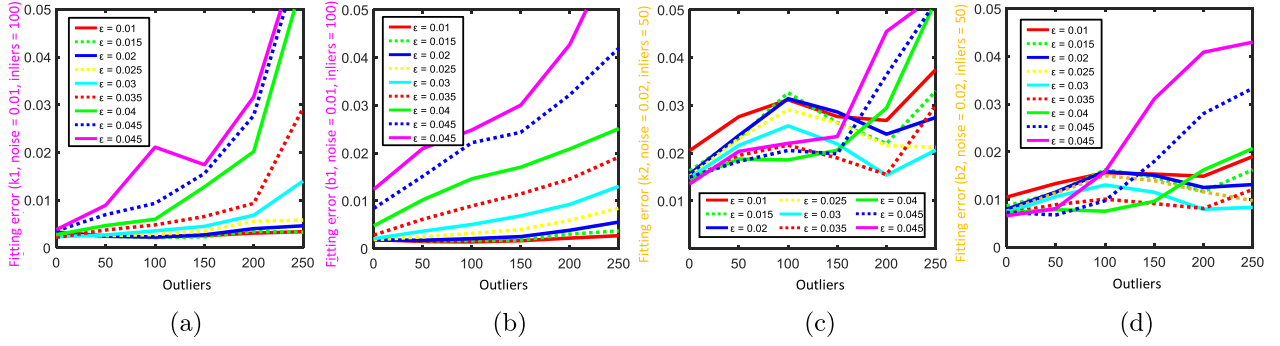 Fitting error (k1, noise = 0.01, inliers = 100)
0.05
0.04
0.03
0.02
0.01
0
ε = 0.01
ε = 0.015
ε = 0.02
ε = 0.025
ε = 0.03
ε = 0.035
ε = 0.04
ε = 0.045
ε = 0.045
0 50 100 150 200 250
Outliers
(a)
Fitting error (b1, noise = 0.01, inliers = 100)
0.05
0.04
0.03
0.02
0.01
0
ε = 0.01
ε = 0.015
ε = 0.02
ε = 0.025
ε = 0.03
ε = 0.035
ε = 0.04
ε = 0.045
ε = 0.045
0 50 100 150 200 250
Outliers
(b)
Fitting error (k2, noise = 0.02, inliers = 50)
0.05
0.04
0.03
0.02
0.01
0
ε = 0.01 ε = 0.025 ε = 0.04
ε = 0.015 ε = 0.03 ε = 0.045
ε = 0.02 ε = 0.035 ε = 0.045
0 50 100 150 200 250
Outliers
(c)
Fitting error (b2, noise = 0.02, inliers = 50)
0.05
0.04
0.03
0.02
0.01
0
ε = 0.01
ε = 0.015
ε = 0.02
ε = 0.025
ε = 0.03
ε = 0.035
ε = 0.04
ε = 0.045
ε = 0.045
0 50 100 150 200 250
Outliers
(d)